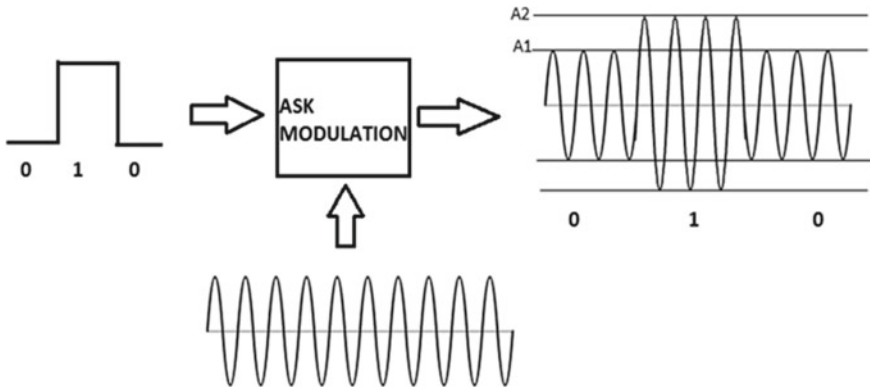 A2
A1
ASK
MODULATION
0 1 0
0 1 0